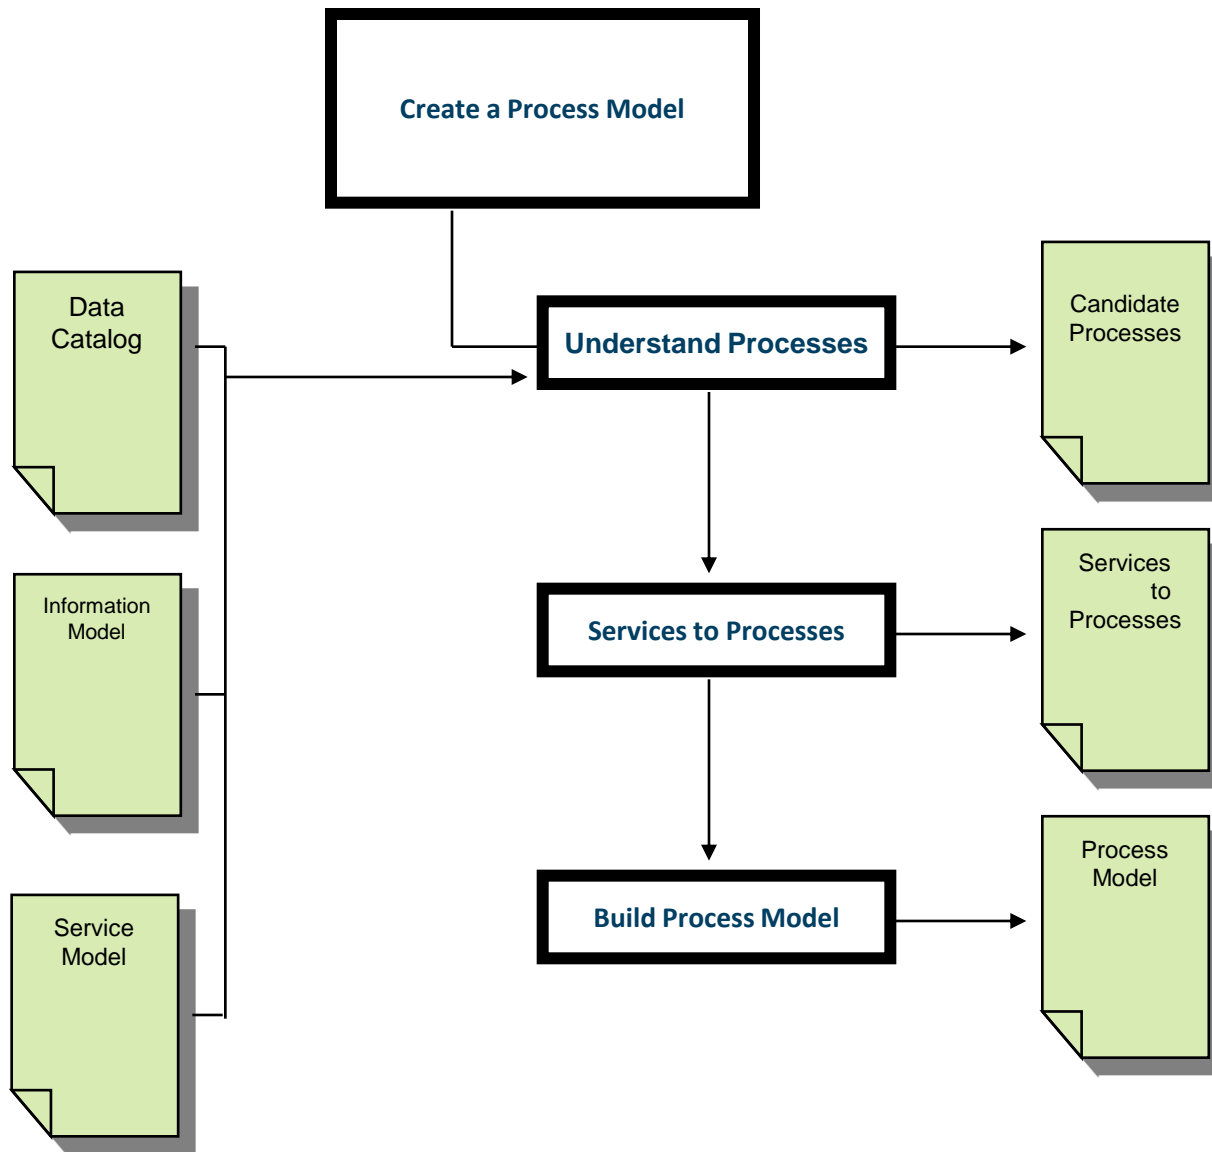 Create a Process Model
Data
Catalog
Understand Processes
Candidate
Processes
Information
Model
Services to Processes
Services
to
Processes
Service
Model
Build Process Model
Process
Model